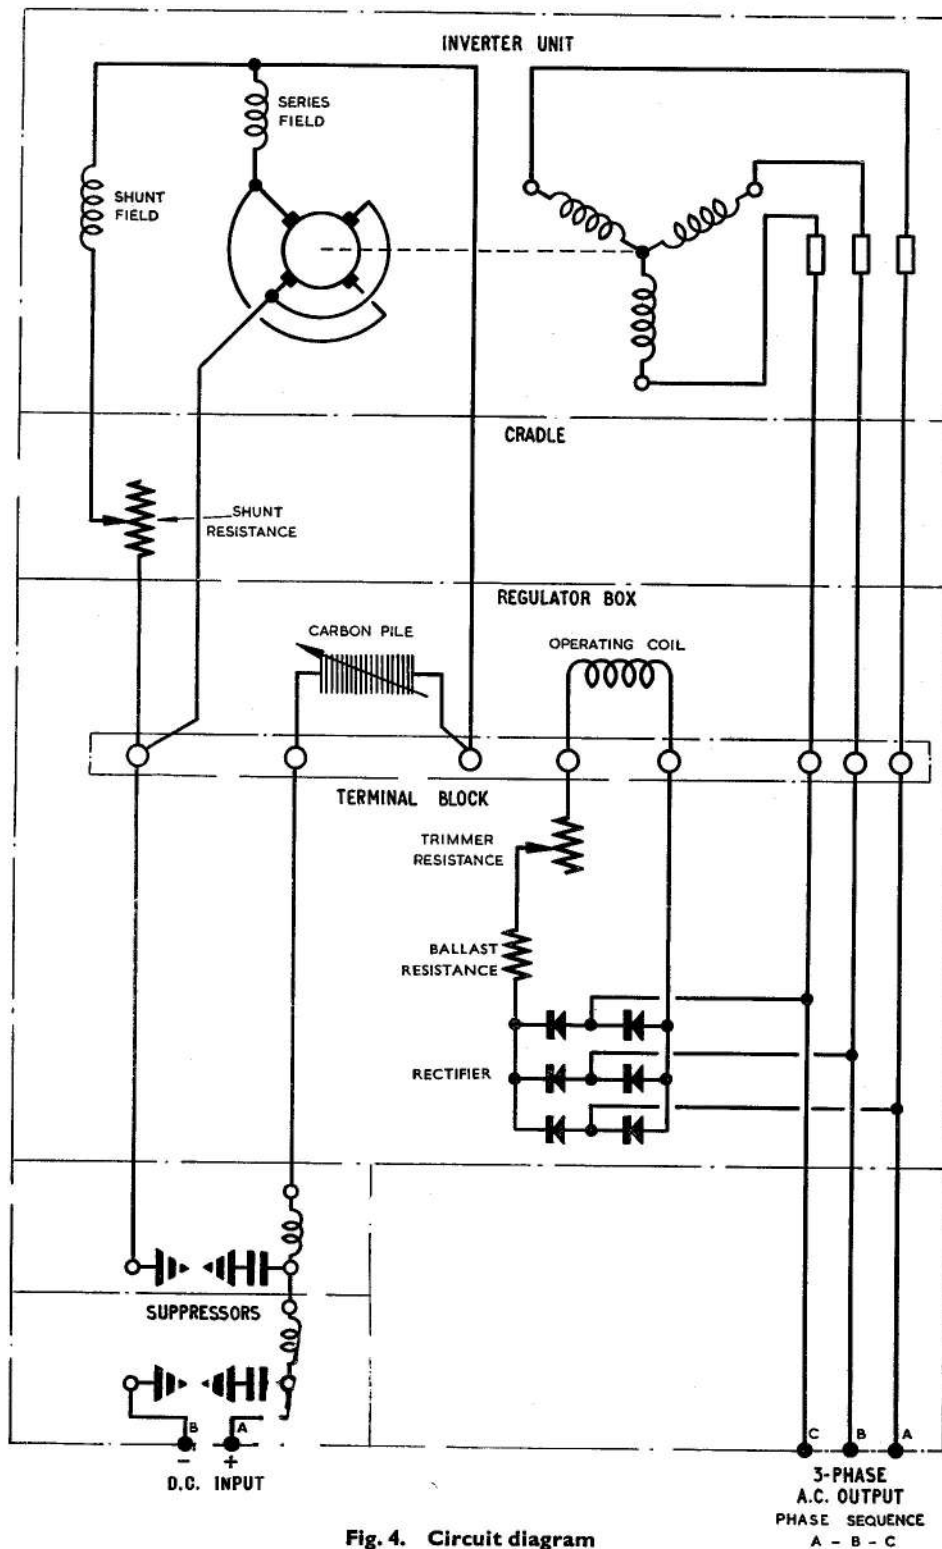 INVERTER UNIT
SERIES
FIELD
SHUNT
FIELD
CRADLE
SHUNT
RESISTANCE
REGULATOR BOX
CARBON PILE
OPERATING COIL
TERMINAL BLOCK
TRIMMER
RESISTANCE
BALLAST
RESISTANCE
RECTIFIER
SUPPRESSORS
B A
- +
D.C. INPUT
C B A
3-PHASE
A.C. OUTPUT
PHASE SEQUENCE
A - B - C
Fig. 4. Circuit diagram